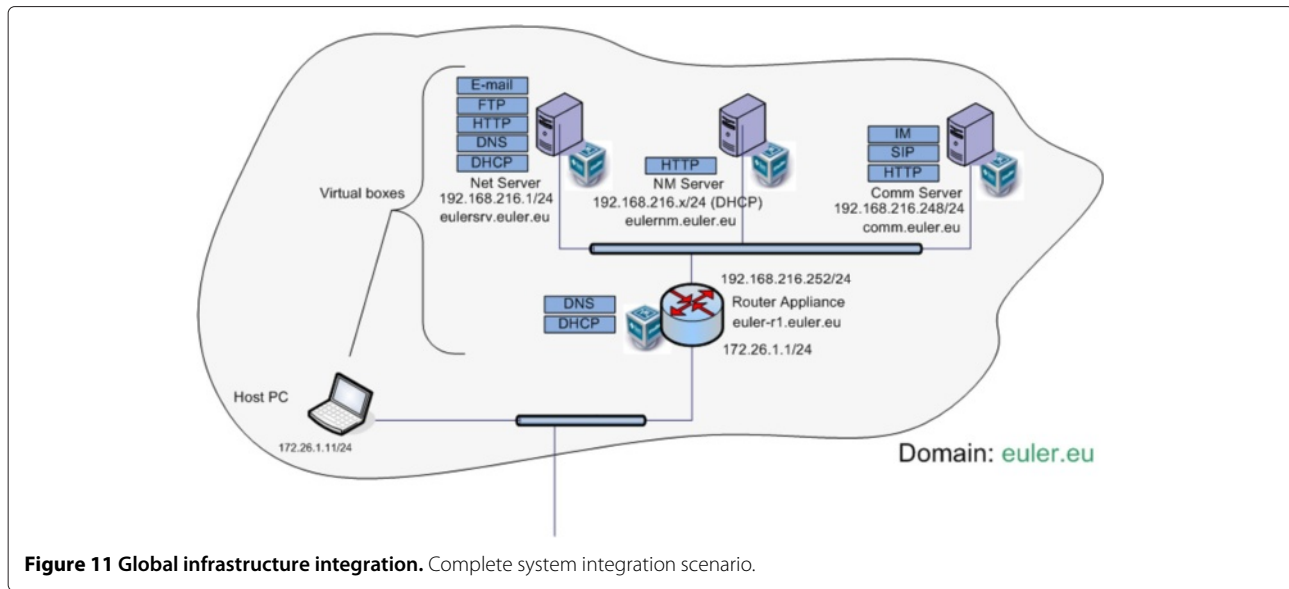 E-mail
FTP
HTTP
DNS
DHCP
Net Server
192.168.216.1/24
eulersrv.euler.eu
HTTP
NM Server
192.168.216.x/24 (DHCP)
eulernm.euler.eu
IM
SIP
HTTP
Comm Server
192.168.216.248/24
comm.euler.eu
Virtual boxes
192.168.216.252/24
DNS
DHCP
Router Appliance
euler-r1.euler.eu
172.26.1.1/24
Host PC
172.26.1.11/24
Domain: euler.eu
Figure 11 Global infrastructure integration. Complete system integration scenario.